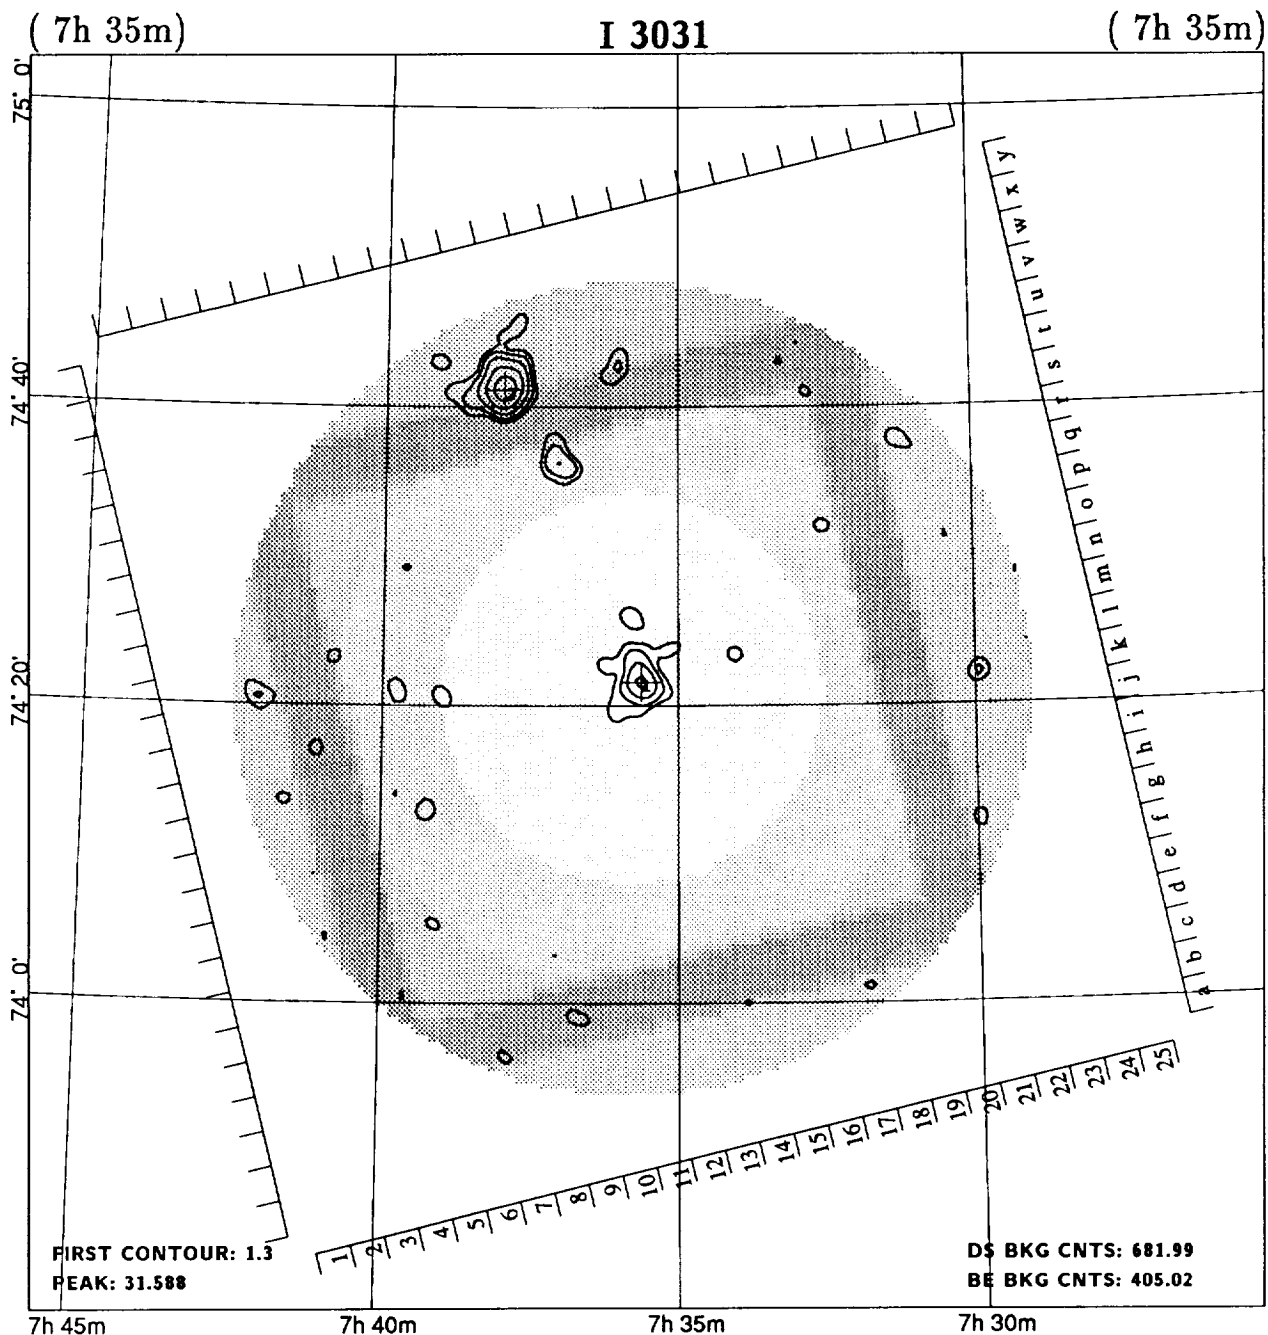 ( 7h 35m) I 3031 ( 7h 35m)
75° 0'
74° 40'
74° 20'
74° 0'
a b c d e f g h i j k l m n o p q r s t u v w x y
1 2 3 4 5 6 7 8 9 10 11 12 13 14 15 16 17 18 19 20 21 22 23 24 25
FIRST CONTOUR: 1.3
PEAK: 31.588
DS BKG CNTS: 681.99
BE BKG CNTS: 405.02
7h 45m 7h 40m 7h 35m 7h 30m